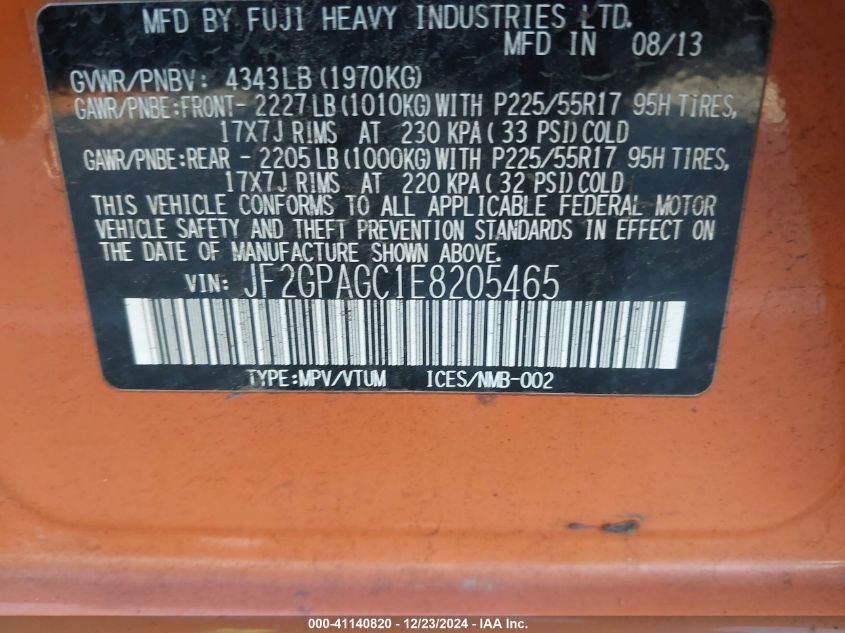 MFD BY FUJI HEAVY INDUSTRIES LTD.
MFD IN 08/13
GVWR/PNBV: 4343LB (1970KG)
GAWR/PNBE:FRONT- 2227LB (1010KG) WITH P225/55R17 95H TIRES,
17X7J RIMS AT 230 KPA ( 33 PSI) COLD
GAWR/PNBE:REAR - 2205LB (1000KG) WITH P225/55R17 95H TIRES,
17X7J RIMS AT 220 KPA ( 32 PSI) COLD
THIS VEHICLE CONFORMS TO ALL APPLICABLE FEDERAL MOTOR
VEHICLE SAFETY AND THEFT PREVENTION STANDARDS IN EFFECT ON
THE DATE OF MANUFACTURE SHOWN ABOVE.
VIN: JF2GPAGC1E8205465
TYPE:MPV/VTUM ICES/NMB-002
000-41140820 - 12/23/2024 - IAA Inc.